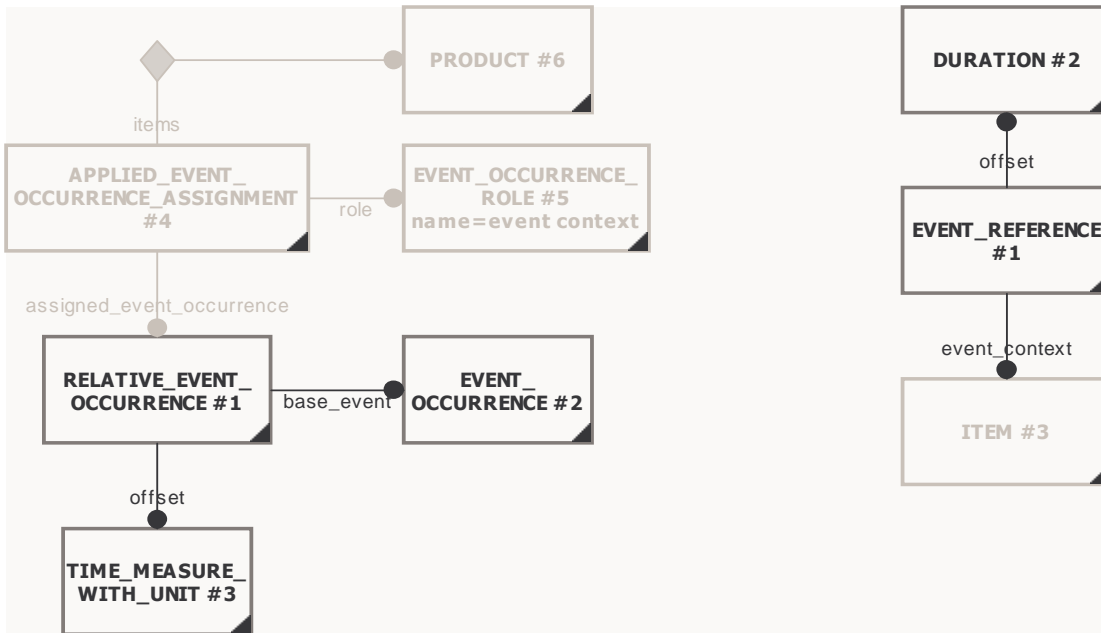 PRODUCT #6
DURATION #2
items
offset
APPLIED_EVENT_
OCCURRENCE_ASSIGNMENT
#4
role
EVENT_OCCURRENCE_
ROLE #5
name=event context
EVENT_REFERENCE
#1
assigned_event_occurrence
event_context
RELATIVE_EVENT_
OCCURRENCE #1
base_event
EVENT_
OCCURRENCE #2
ITEM #3
offset
TIME_MEASURE_
WITH_UNIT #3